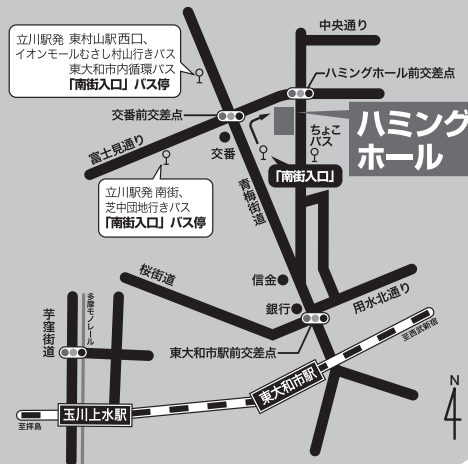 立川駅発 東村山駅西口、
イオンモールむさし村山行きバス
東大和市内循環バス
「南街入口」バス停
中央通り
ハミングホール前交差点
交番前交差点
富士見通り
交番
ちょこ
バス
ハミング
ホール
「南街入口」
立川駅発 南街、
芝中団地行きバス
「南街入口」バス停
青梅街道
桜街道
信金
銀行
用水北通り
芋窪街道
多摩モノレール
東大和市駅前交差点
至西武新宿
東大和市駅
玉川上水駅
至拝島
N
4